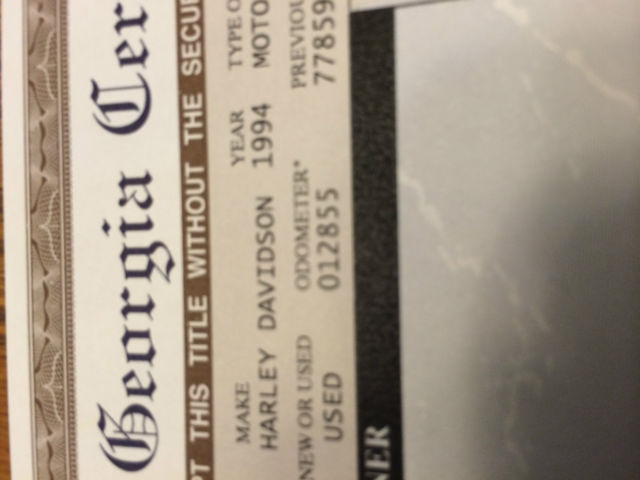 Georgia Cer
PT THIS TITLE WITHOUT THE SECUR
MAKE YEAR TYPE O
HARLEY DAVIDSON 1994 MOTO
NEW OR USED ODOMETER* PREVIOU
USED 012855 77859
NER